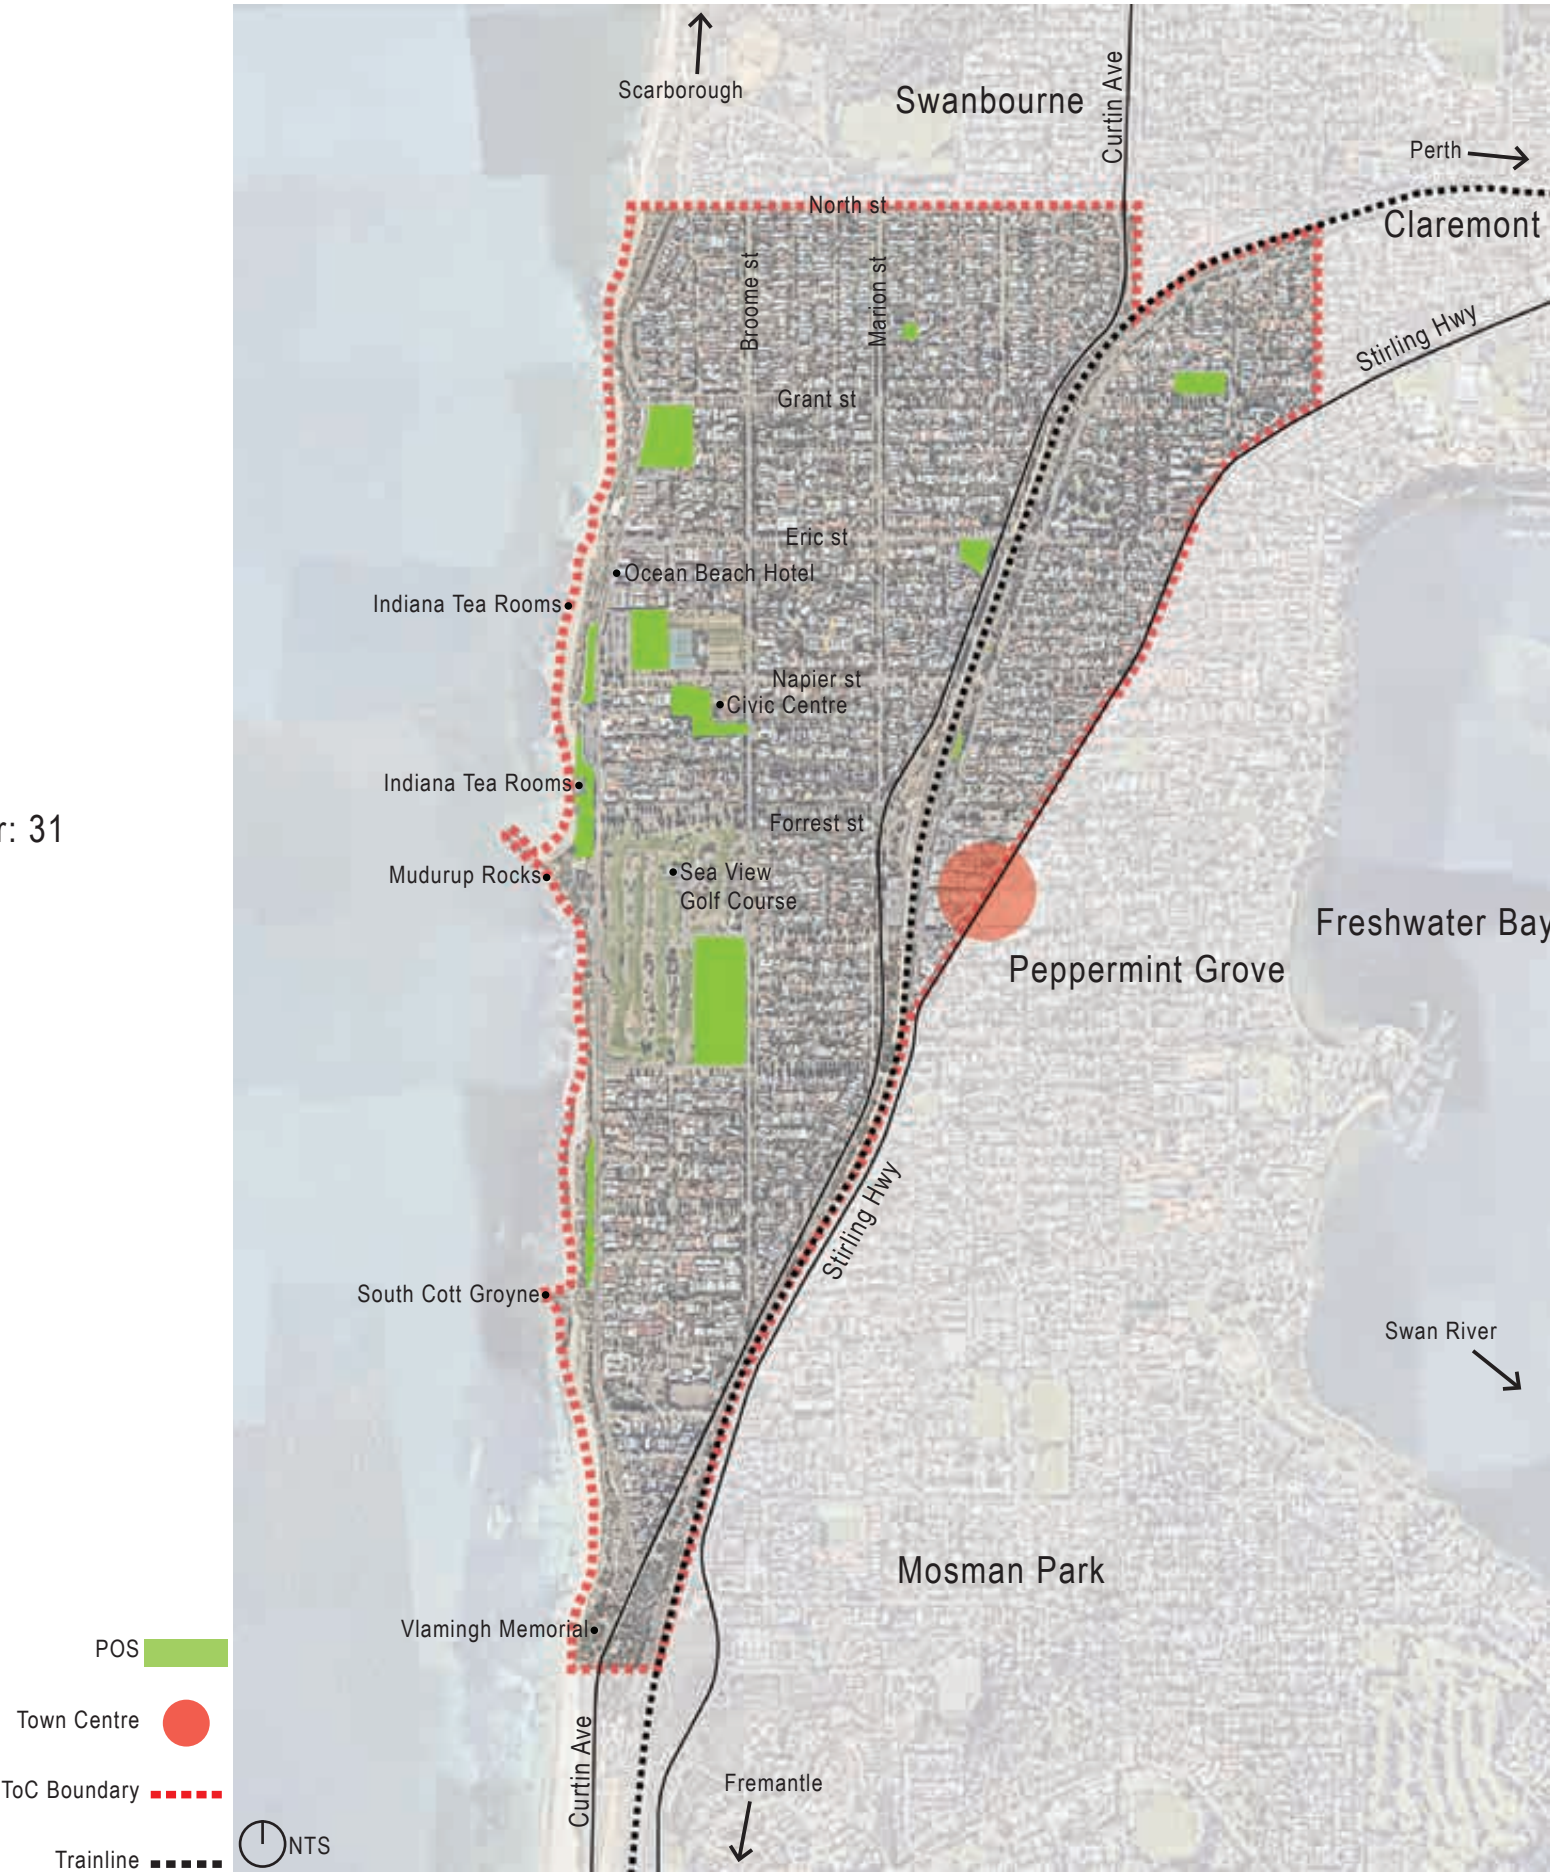 Scarborough
Swanbourne
Curtin Ave
Perth
Claremont
North st
Broome st
Marion st
Stirling Hwy
Grant st
Eric st
Ocean Beach Hotel
Indiana Tea Rooms
Napier st
Civic Centre
Indiana Tea Rooms
Forrest st
r: 31
Mudurup Rocks
Sea View
Golf Course
Freshwater Bay
Peppermint Grove
Stirling Hwy
South Cott Groyne
Swan River
Mosman Park
Vlamingh Memorial
POS
Town Centre
Curtin Ave
Fremantle
ToC Boundary
NTS
Trainline